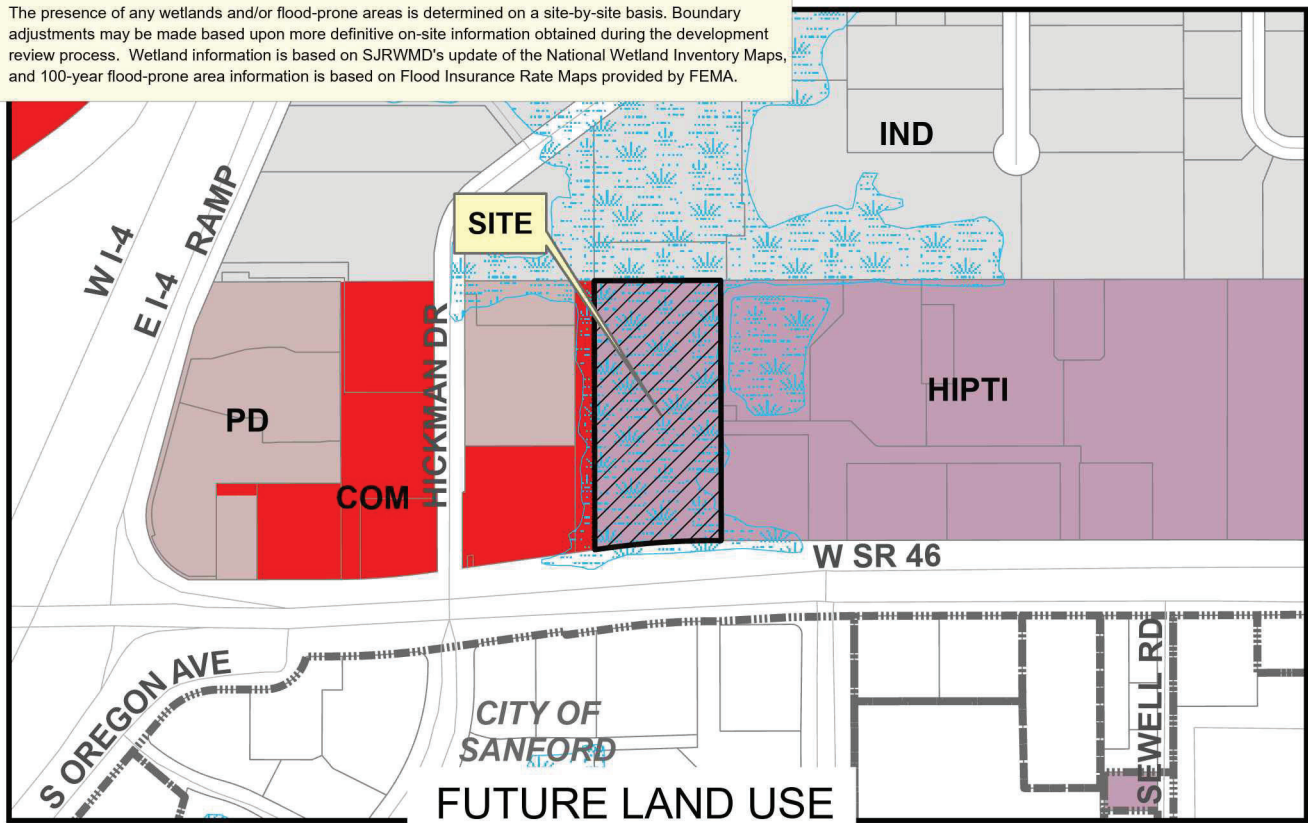 The presence of any wetlands and/or flood-prone areas is determined on a site-by-site basis. Boundary
adjustments may be made based upon more definitive on-site information obtained during the development
review process. Wetland information is based on SJRWMD's update of the National Wetland Inventory Maps,
and 100-year flood-prone area information is based on Flood Insurance Rate Maps provided by FEMA.
IND
W I-4
E I-4 RAMP
SITE
HICKMAN DR
PD
COM
HIPTI
W SR 46
S OREGON AVE
CITY OF
SANFORD
SEWELL RD
FUTURE LAND USE